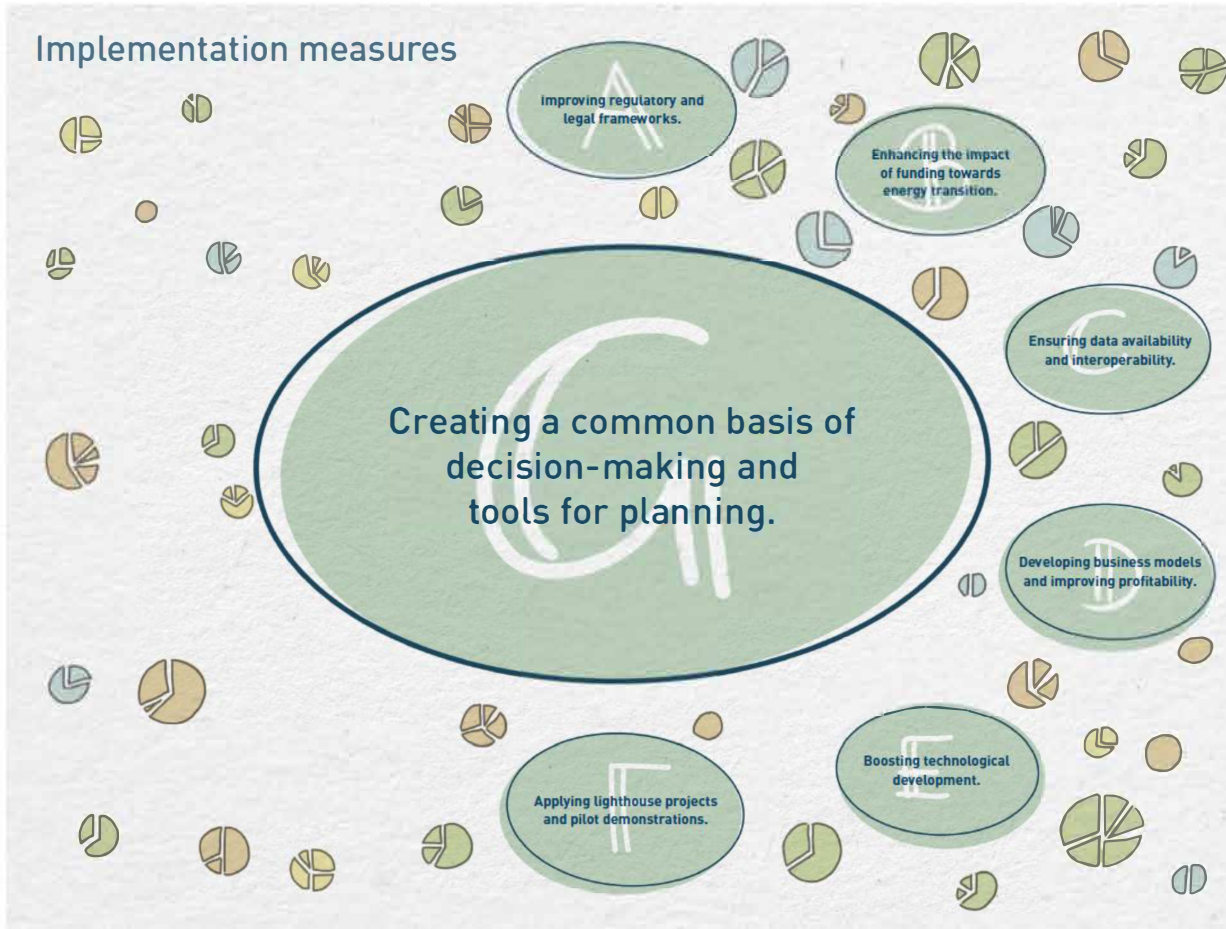 Implementation measures
A
Improving regulatory and
legal frameworks.
B
Enhancing the impact
of funding towards
energy transition.
C
Ensuring data availability
and interoperability.
G
Creating a common basis of
decision-making and
tools for planning.
D
Developing business models
and improving profitability.
E
Boosting technological
development.
F
Applying lighthouse projects
and pilot demonstrations.